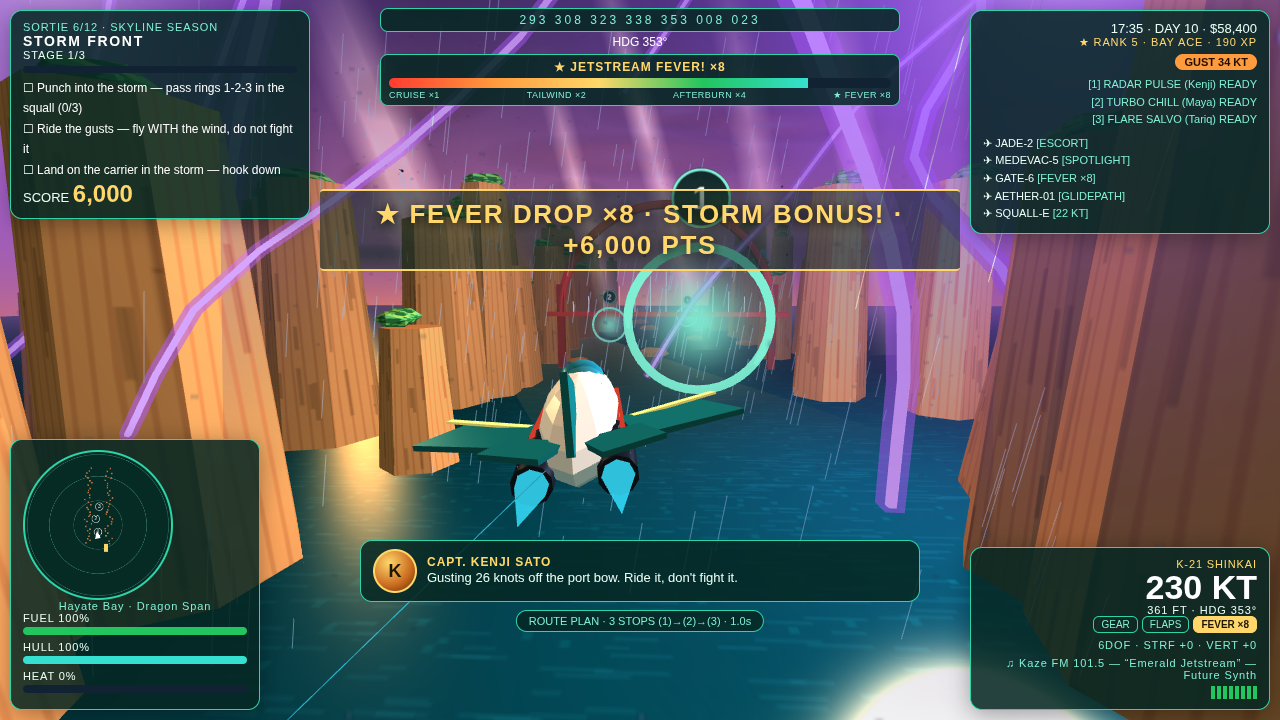 SORTIE 6/12 · SKYLINE SEASON
STORM FRONT
STAGE 1/3
☐ Punch into the storm — pass rings 1-2-3 in the
squall (0/3)
☐ Ride the gusts — fly WITH the wind, do not fight
it
☐ Land on the carrier in the storm — hook down
SCORE 6,000
293 308 323 338 353 008 023
HDG 353°
★ JETSTREAM FEVER! ×8
CRUISE ×1 TAILWIND ×2 AFTERBURN ×4 ★ FEVER ×8
17:35 · DAY 10 · $58,400
★ RANK 5 · BAY ACE · 190 XP
GUST 34 KT
[1] RADAR PULSE (Kenji) READY
[2] TURBO CHILL (Maya) READY
[3] FLARE SALVO (Tariq) READY
✈ JADE-2 [ESCORT]
✈ MEDEVAC-5 [SPOTLIGHT]
✈ GATE-6 [FEVER ×8]
✈ AETHER-01 [GLIDEPATH]
✈ SQUALL-E [22 KT]
1
★ FEVER DROP ×8 · STORM BONUS! ·
+6,000 PTS
2
Hayate Bay · Dragon Span
FUEL 100%
HULL 100%
HEAT 0%
K
CAPT. KENJI SATO
Gusting 26 knots off the port bow. Ride it, don't fight it.
ROUTE PLAN · 3 STOPS (1)→(2)→(3) · 1.0s
K-21 SHINKAI
230 KT
361 FT · HDG 353°
GEAR FLAPS FEVER ×8
6DOF · STRF +0 · VERT +0
♫ Kaze FM 101.5 — “Emerald Jetstream” —
Future Synth